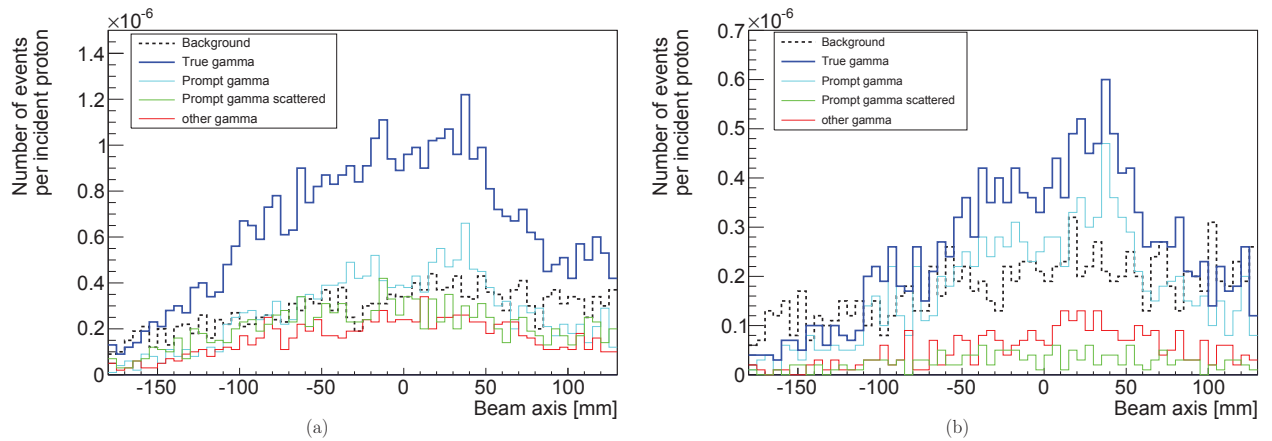 ×10⁻⁶
Number of events
per incident proton
1.4
1.2
1
0.8
0.6
0.4
0.2
0
Background
True gamma
Prompt gamma
Prompt gamma scattered
other gamma
-150 -100 -50 0 50 100
Beam axis [mm]
(a)
×10⁻⁶
Number of events
per incident proton
0.7
0.6
0.5
0.4
0.3
0.2
0.1
0
Background
True gamma
Prompt gamma
Prompt gamma scattered
other gamma
-150 -100 -50 0 50 100
Beam axis [mm]
(b)